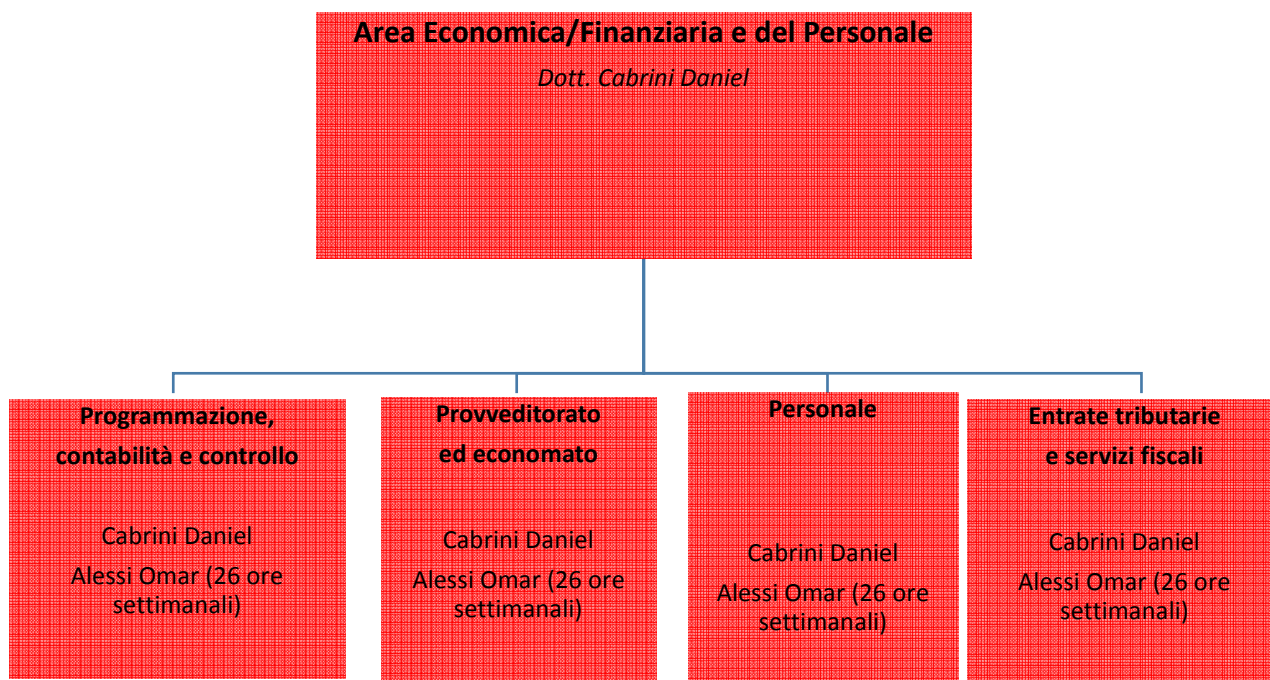 Area Economica/Finanziaria e del Personale
Dott. Cabrini Daniel
Programmazione,
contabilità e controllo
Cabrini Daniel
Alessi Omar (26 ore
settimanali)
Provveditorato
ed economato
Cabrini Daniel
Alessi Omar (26 ore
settimanali)
Personale
Cabrini Daniel
Alessi Omar (26 ore
settimanali)
Entrate tributarie
e servizi fiscali
Cabrini Daniel
Alessi Omar (26 ore
settimanali)